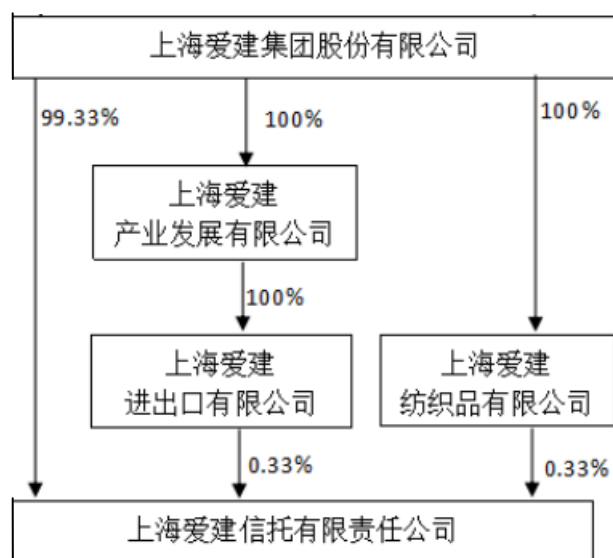 上海爱建集团股份有限公司
99.33%
100%
100%
上海爱建
产业发展有限公司
100%
上海爱建
进出口有限公司
上海爱建
纺织品有限公司
0.33%
0.33%
上海爱建信托有限责任公司